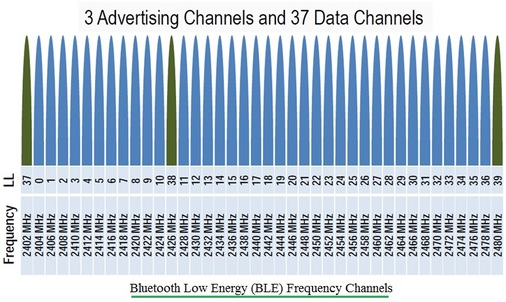 3 Advertising Channels and 37 Data Channels
LL 37 0 1 2 3 4 5 6 7 8 9 10 38 11 12 13 14 15 16 17 18 19 20 21 22 23 24 25 26 27 28 29 30 31 32 33 34 35 36 39
Frequency 2402 MHz 2404 MHz 2406 MHz 2408 MHz 2410 MHz 2412 MHz 2414 MHz 2416 MHz 2418 MHz 2420 MHz 2422 MHz 2424 MHz 2426 MHz 2428 MHz 2430 MHz 2432 MHz 2434 MHz 2436 MHz 2438 MHz 2440 MHz 2442 MHz 2444 MHz 2446 MHz 2448 MHz 2450 MHz 2452 MHz 2454 MHz 2456 MHz 2458 MHz 2460 MHz 2462 MHz 2464 MHz 2466 MHz 2468 MHz 2470 MHz 2472 MHz 2474 MHz 2476 MHz 2478 MHz 2480 MHz
Bluetooth Low Energy (BLE) Frequency Channels